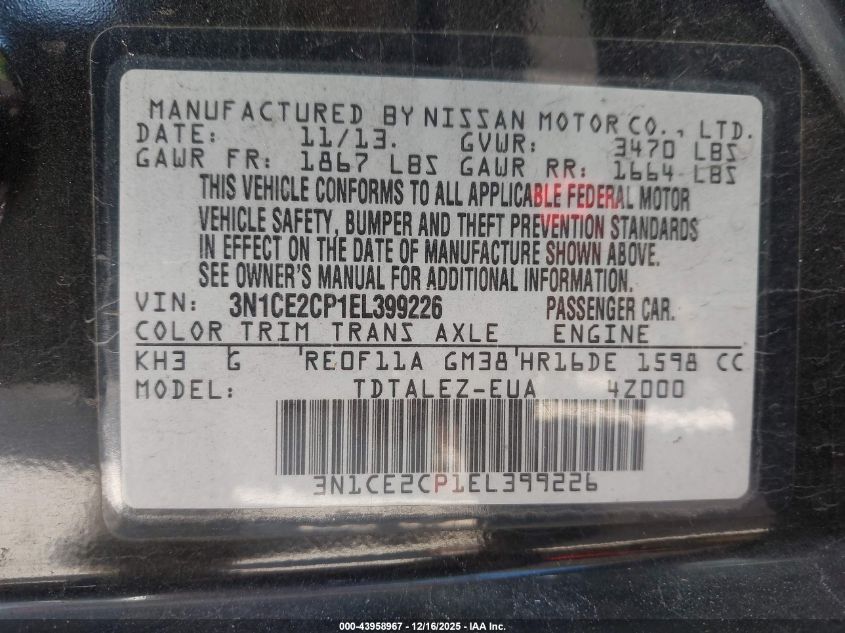 MANUFACTURED BY NISSAN MOTOR CO., LTD.
DATE: 11/13. GVWR: 3470 LBS
GAWR FR: 1867 LBS GAWR RR: 1664 LBS
THIS VEHICLE CONFORMS TO ALL APPLICABLE FEDERAL MOTOR
VEHICLE SAFETY, BUMPER AND THEFT PREVENTION STANDARDS
IN EFFECT ON THE DATE OF MANUFACTURE SHOWN ABOVE.
SEE OWNER'S MANUAL FOR ADDITIONAL INFORMATION.
VIN: 3N1CE2CP1EL399226 PASSENGER CAR.
COLOR TRIM TRANS AXLE ENGINE
KH3 G RE0F11A GM38 HR16DE 1598 CC
MODEL: TDTALEZ-EUA 4Z000
3N1CE2CP1EL399226
000-43958967 - 12/16/2025 - IAA Inc.